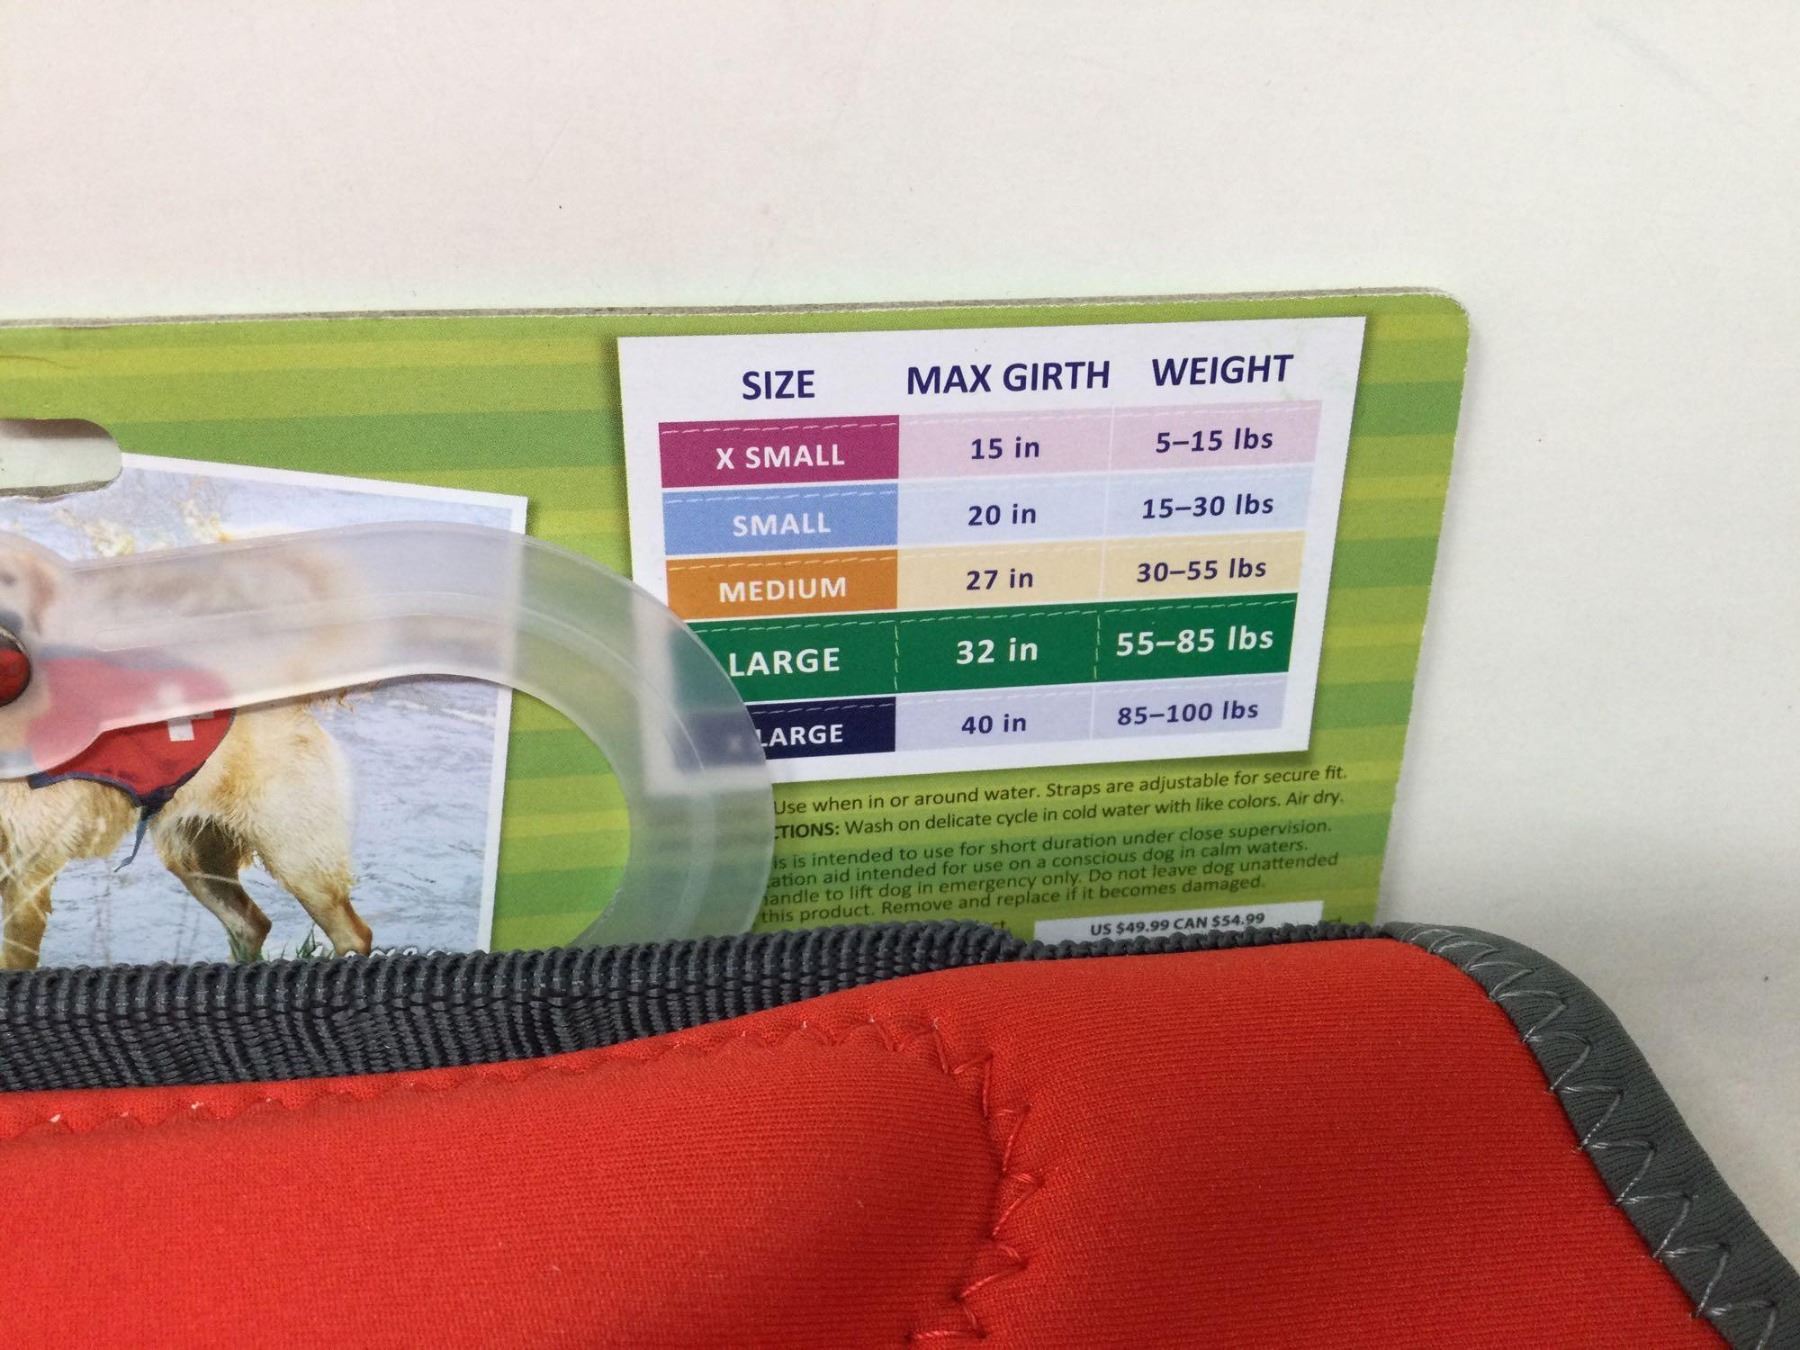 SIZE MAX GIRTH WEIGHT
X SMALL 15 in 5–15 lbs
SMALL 20 in 15–30 lbs
MEDIUM 27 in 30–55 lbs
LARGE 32 in 55–85 lbs
X LARGE 40 in 85–100 lbs
Use when in or around water. Straps are adjustable for secure fit.
CTIONS: Wash on delicate cycle in cold water with like colors. Air dry.
is is intended to use for short duration under close supervision.
ation aid intended for use on a conscious dog in calm waters.
andle to lift dog in emergency only. Do not leave dog unattended
this product. Remove and replace if it becomes damaged.
US $49.99 CAN $54.99